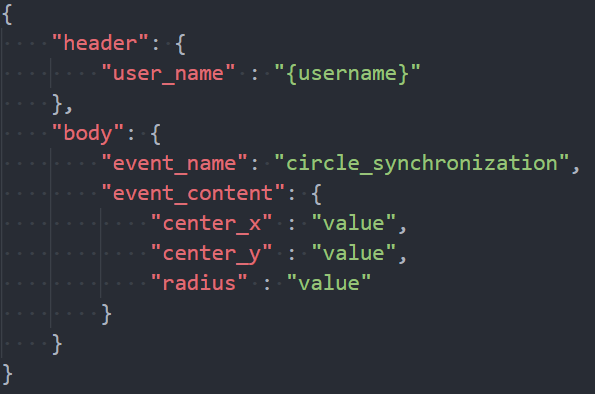 {
    "header": {
        "user_name" : "{username}"
    },
    "body": {
        "event_name": "circle_synchronization",
        "event_content": {
            "center_x" : "value",
            "center_y" : "value",
            "radius" : "value"
        }
    }
}